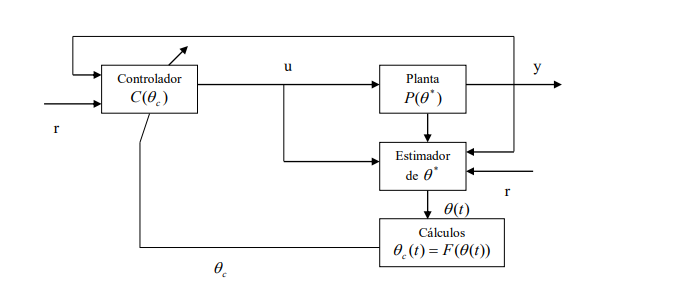 Controlador
C(θ_c)
u
Planta
P(θ*)
y
r
Estimador
de θ*
r
θ(t)
Cálculos
θ_c(t) = F(θ(t))
θ_c